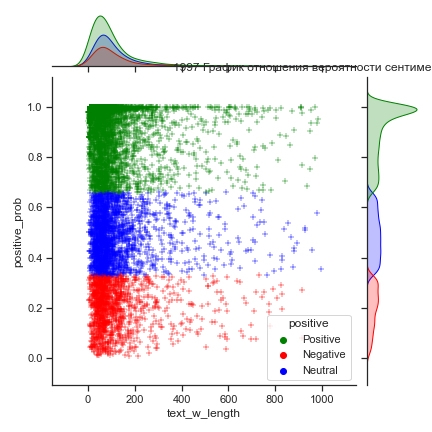 1997 График отношения вероятности сентиме
positive_prob
1.0
0.8
0.6
0.4
0.2
0.0
positive
Positive
Negative
Neutral
0
200
400
600
800
1000
text_w_length